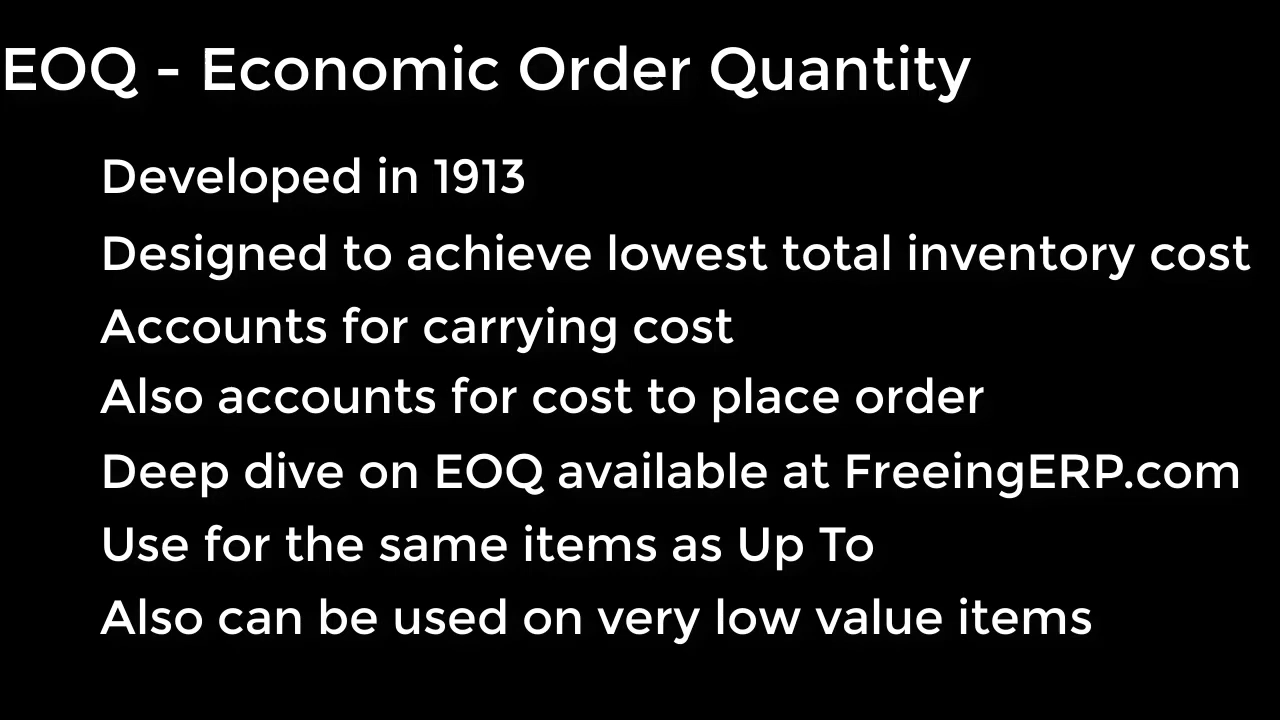 EOQ - Economic Order Quantity
Developed in 1913
Designed to achieve lowest total inventory cost
Accounts for carrying cost
Also accounts for cost to place order
Deep dive on EOQ available at FreeingERP.com
Use for the same items as Up To
Also can be used on very low value items